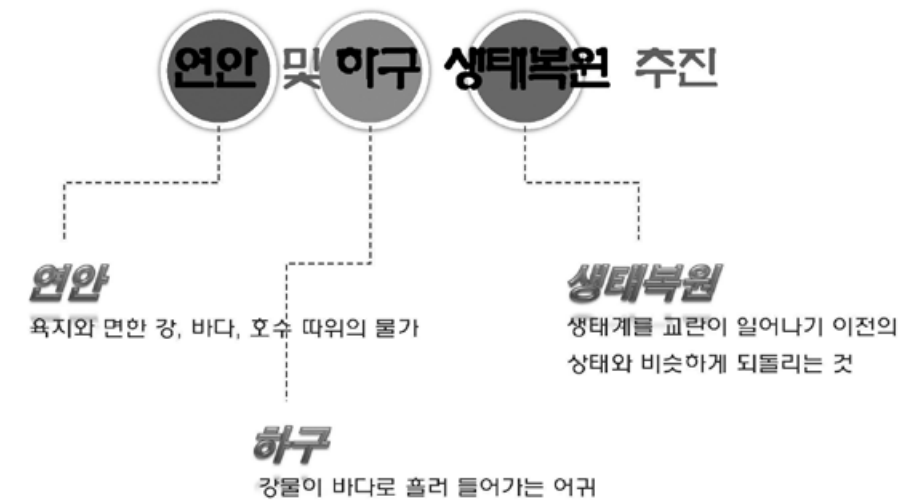 연안 및 하구 생태복원 추진
연안
육지와 면한 강, 바다, 호수 따위의 물가
생태복원
생태계를 교란이 일어나기 이전의
상태와 비슷하게 되돌리는 것
하구
강물이 바다로 흘러 들어가는 어귀